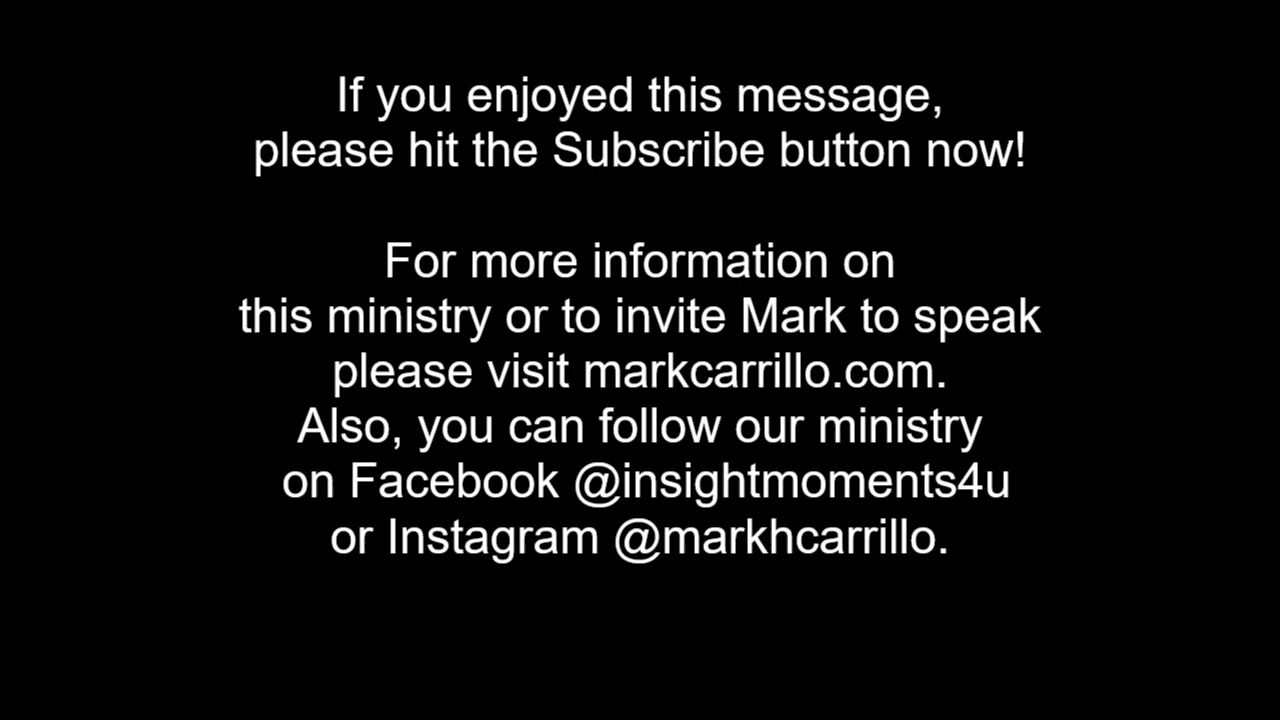 If you enjoyed this message,
please hit the Subscribe button now!
For more information on
this ministry or to invite Mark to speak
please visit markcarrillo.com.
Also, you can follow our ministry
on Facebook @insightmoments4u
or Instagram @markhcarrillo.